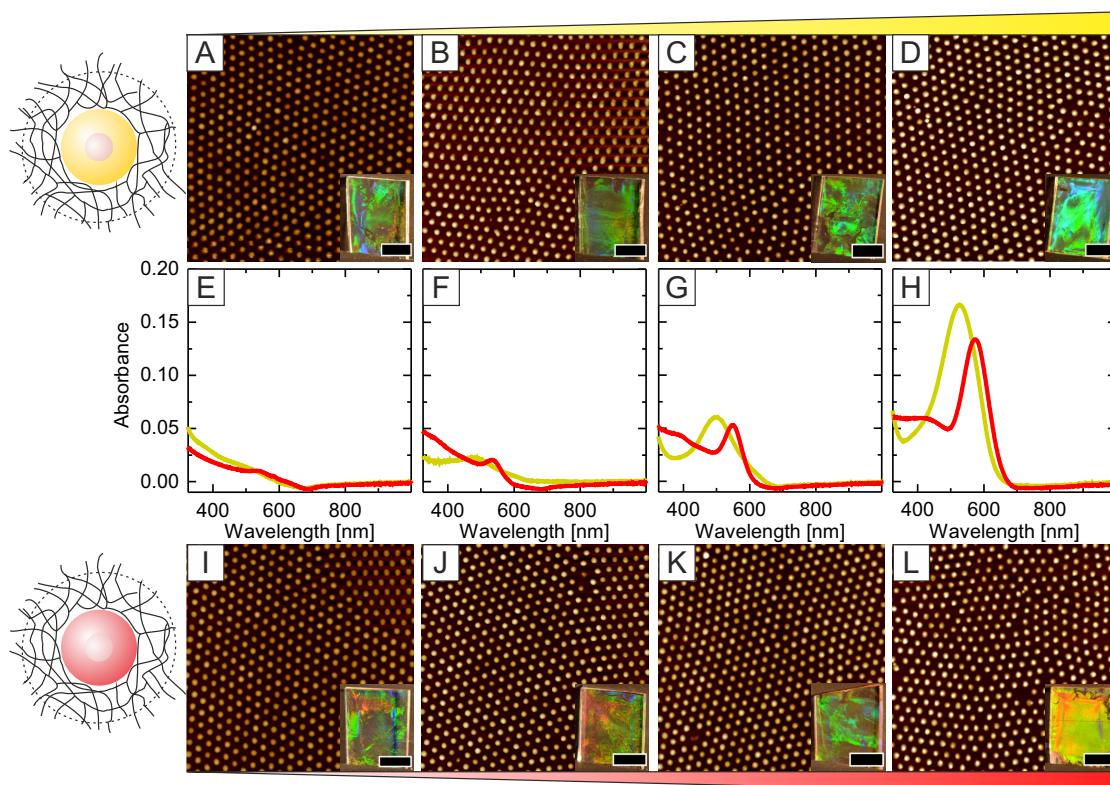 A B C D
0.20 E F G H
0.15
0.10
0.05
0.00
Absorbance
400 600 800 400 600 800 400 600 800 400 600 800
Wavelength [nm] Wavelength [nm] Wavelength [nm] Wavelength [nm]
I J K L